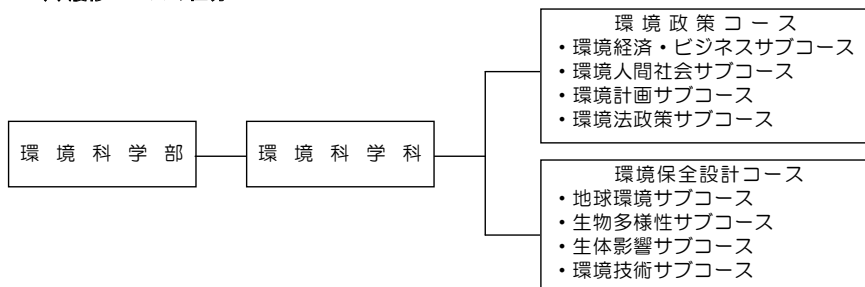 環境科学部
環境科学科
環境政策コース
・環境経済・ビジネスサブコース
・環境人間社会サブコース
・環境計画サブコース
・環境法政策サブコース
環境保全設計コース
・地球環境サブコース
・生物多様性サブコース
・生体影響サブコース
・環境技術サブコース